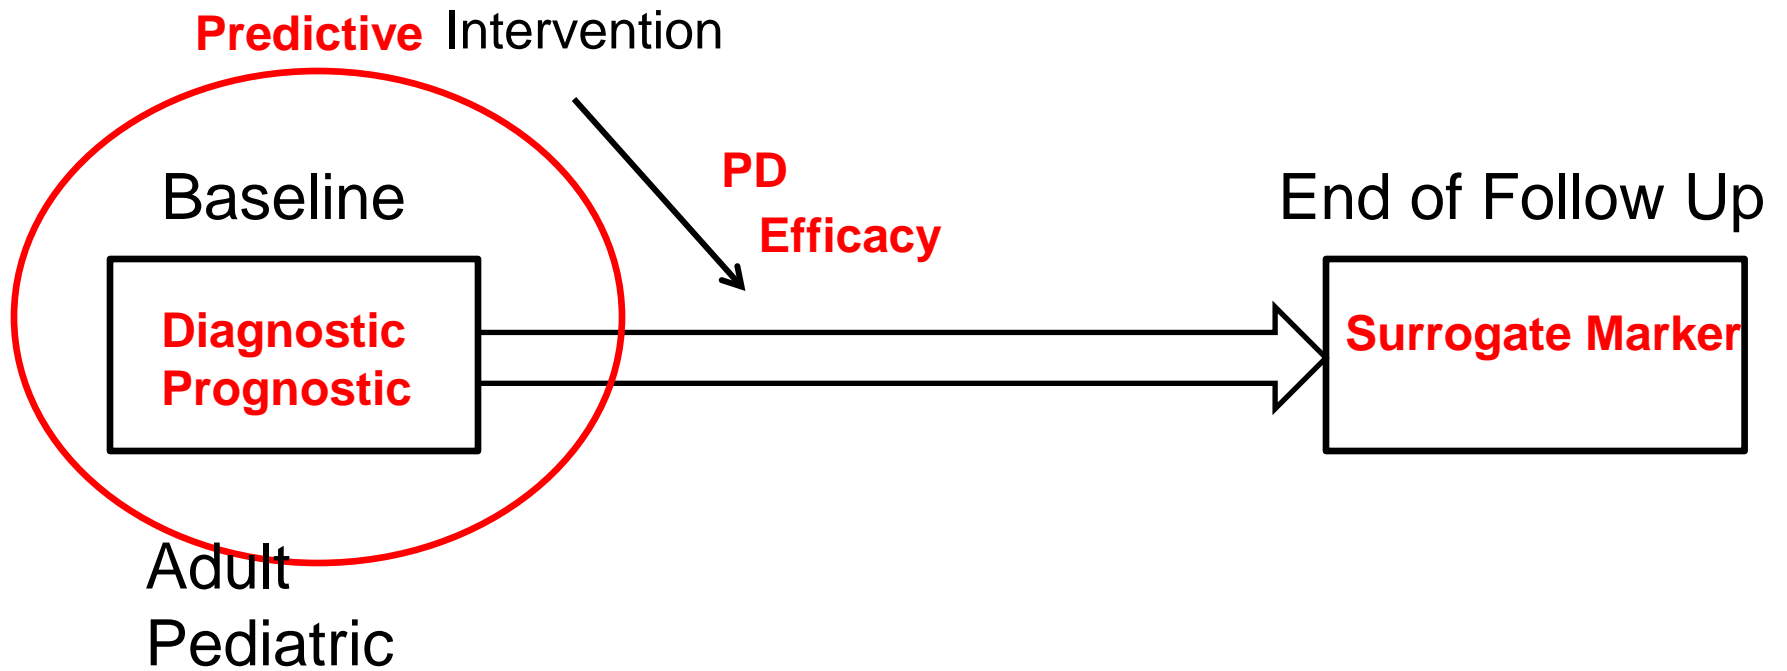 Predictive Intervention
PD
Baseline
End of Follow Up
Efficacy
Diagnostic
Prognostic
Surrogate Marker
Adult
Pediatric